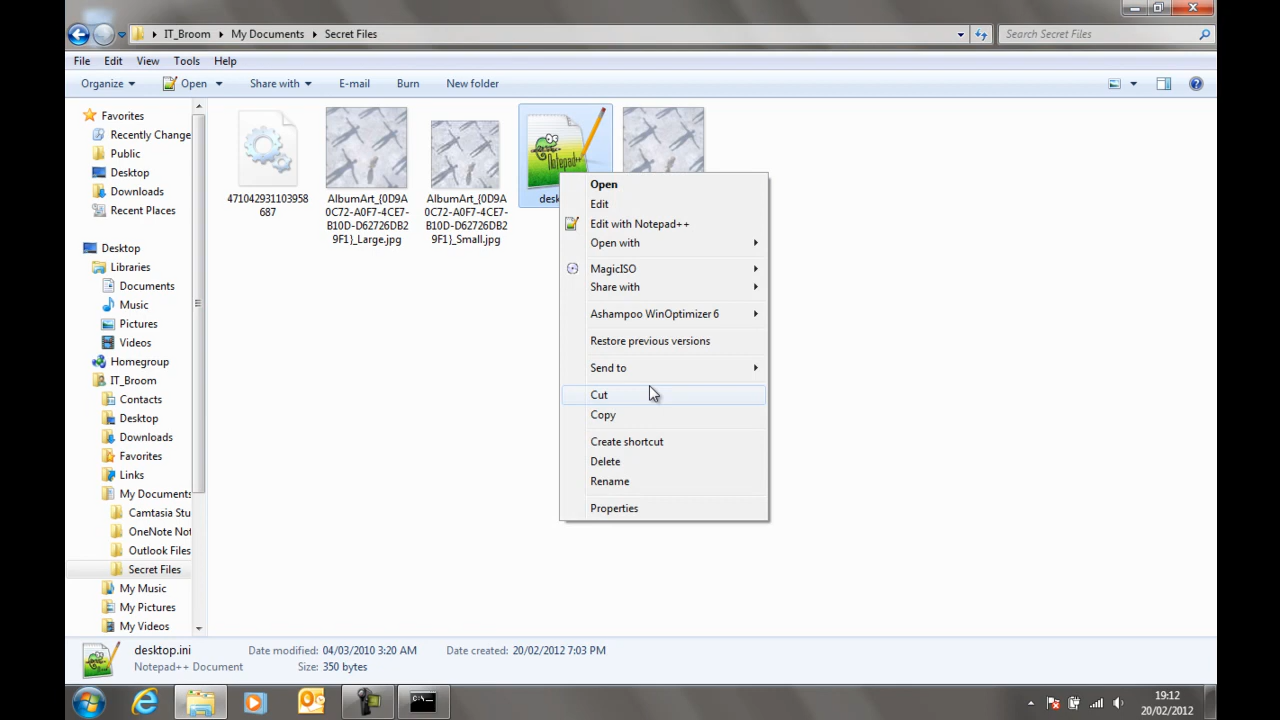 IT_Broom
My Documents
Secret Files
Search Secret Files
File
Edit
View
Tools
Help
Organize
Open
Share with
E-mail
Burn
New folder
Favorites
Recently Change
Public
Desktop
Downloads
Recent Places
Desktop
Libraries
Documents
Music
Pictures
Videos
Homegroup
IT_Broom
Contacts
Desktop
Downloads
Favorites
Links
My Documents
Camtasia Stu
OneNote Not
Outlook Files
Secret Files
My Music
My Pictures
My Videos
471042931103958
687
AlbumArt_{0D9A
0C72-A0F7-4CE7-
B10D-D62726DB2
9F1}_Large.jpg
AlbumArt_{0D9A
0C72-A0F7-4CE7-
B10D-D62726DB2
9F1}_Small.jpg
Notepad++
desk
Open
Edit
Edit with Notepad++
Open with
MagicISO
Share with
Ashampoo WinOptimizer 6
Restore previous versions
Send to
Cut
Copy
Create shortcut
Delete
Rename
Properties
desktop.ini
Date modified: 04/03/2010 3:20 AM
Date created: 20/02/2012 7:03 PM
Notepad++ Document
Size: 350 bytes
19:12
20/02/2012